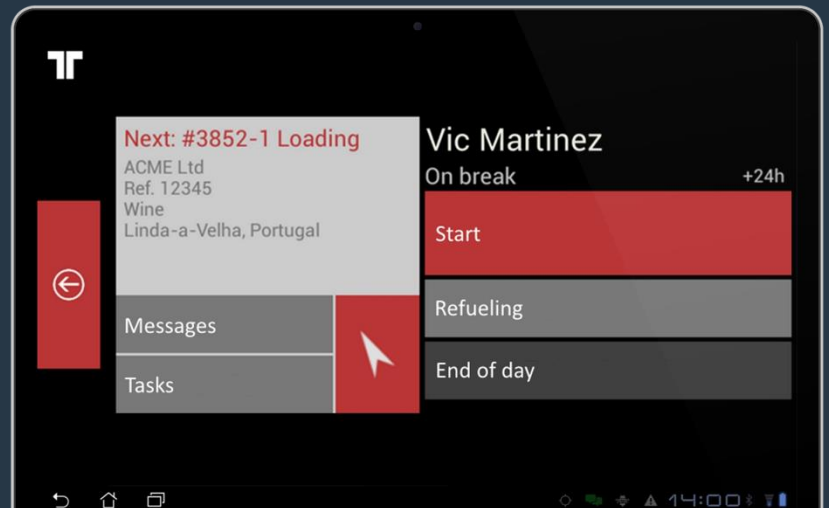 Next: #3852-1 Loading
ACME Ltd
Ref. 12345
Wine
Linda-a-Velha, Portugal
Messages
Tasks
Vic Martinez
On break +24h
Start
Refueling
End of day
14:00